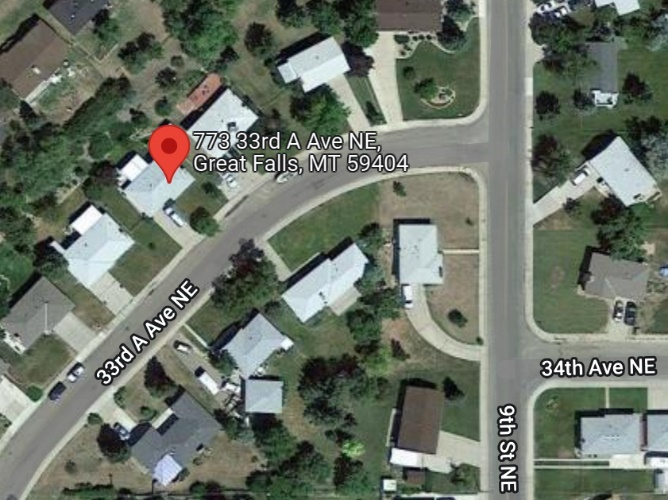 773 33rd A Ave NE,
Great Falls, MT 59404
33rd A Ave NE
34th Ave NE
9th St NE